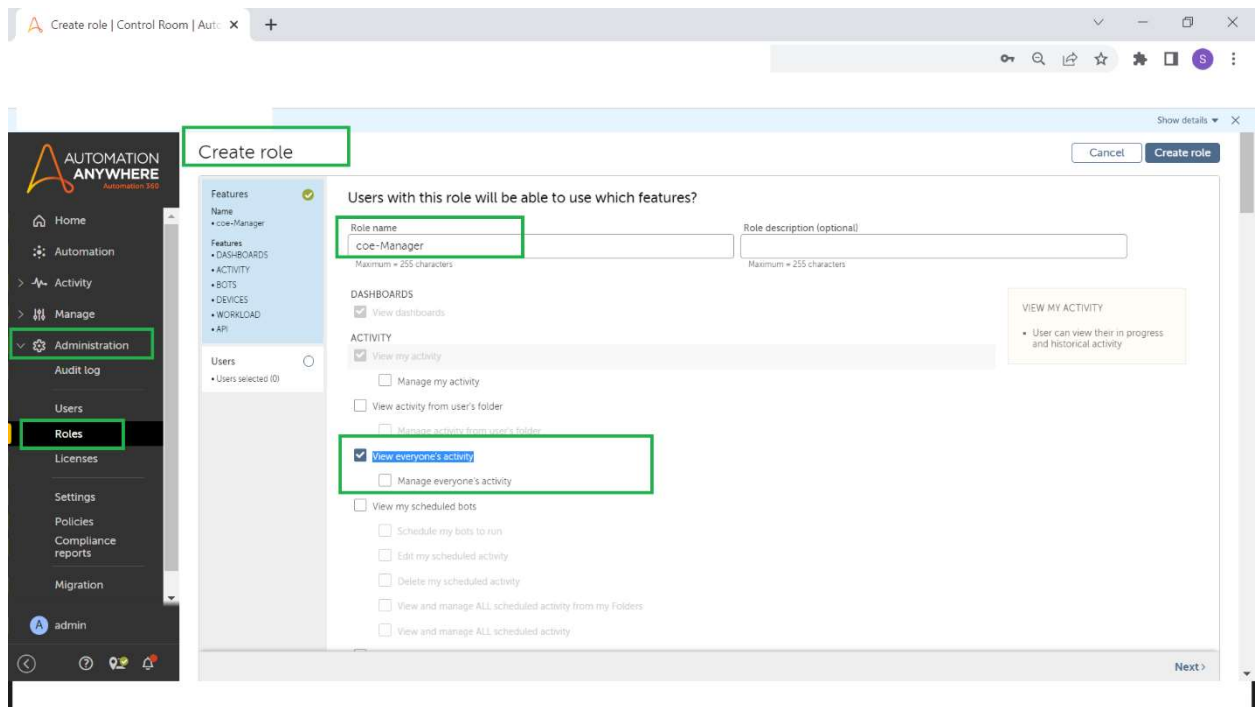 Create role | Control Room | Auto
S
Show details
AUTOMATION
ANYWHERE
Automation 360
Home
Automation
Activity
Manage
Administration
Audit log
Users
Roles
Licenses
Settings
Policies
Compliance
reports
Migration
A admin
Create role
Cancel
Create role
Features
Name
• coe-Manager
Features
• DASHBOARDS
• ACTIVITY
• BOTS
• DEVICES
• WORKLOAD
• API
Users
• Users selected (0)
Users with this role will be able to use which features?
Role name
coe-Manager
Maximum = 255 characters
Role description (optional)
Maximum = 255 characters
DASHBOARDS
View dashboards
ACTIVITY
View my activity
Manage my activity
View activity from user's folder
Manage activity from user's folder
View everyone's activity
Manage everyone's activity
View my scheduled bots
Schedule my bots to run
Edit my scheduled activity
Delete my scheduled activity
View and manage ALL scheduled activity from my Folders
View and manage ALL scheduled activity
VIEW MY ACTIVITY
• User can view their in progress
and historical activity
Next >